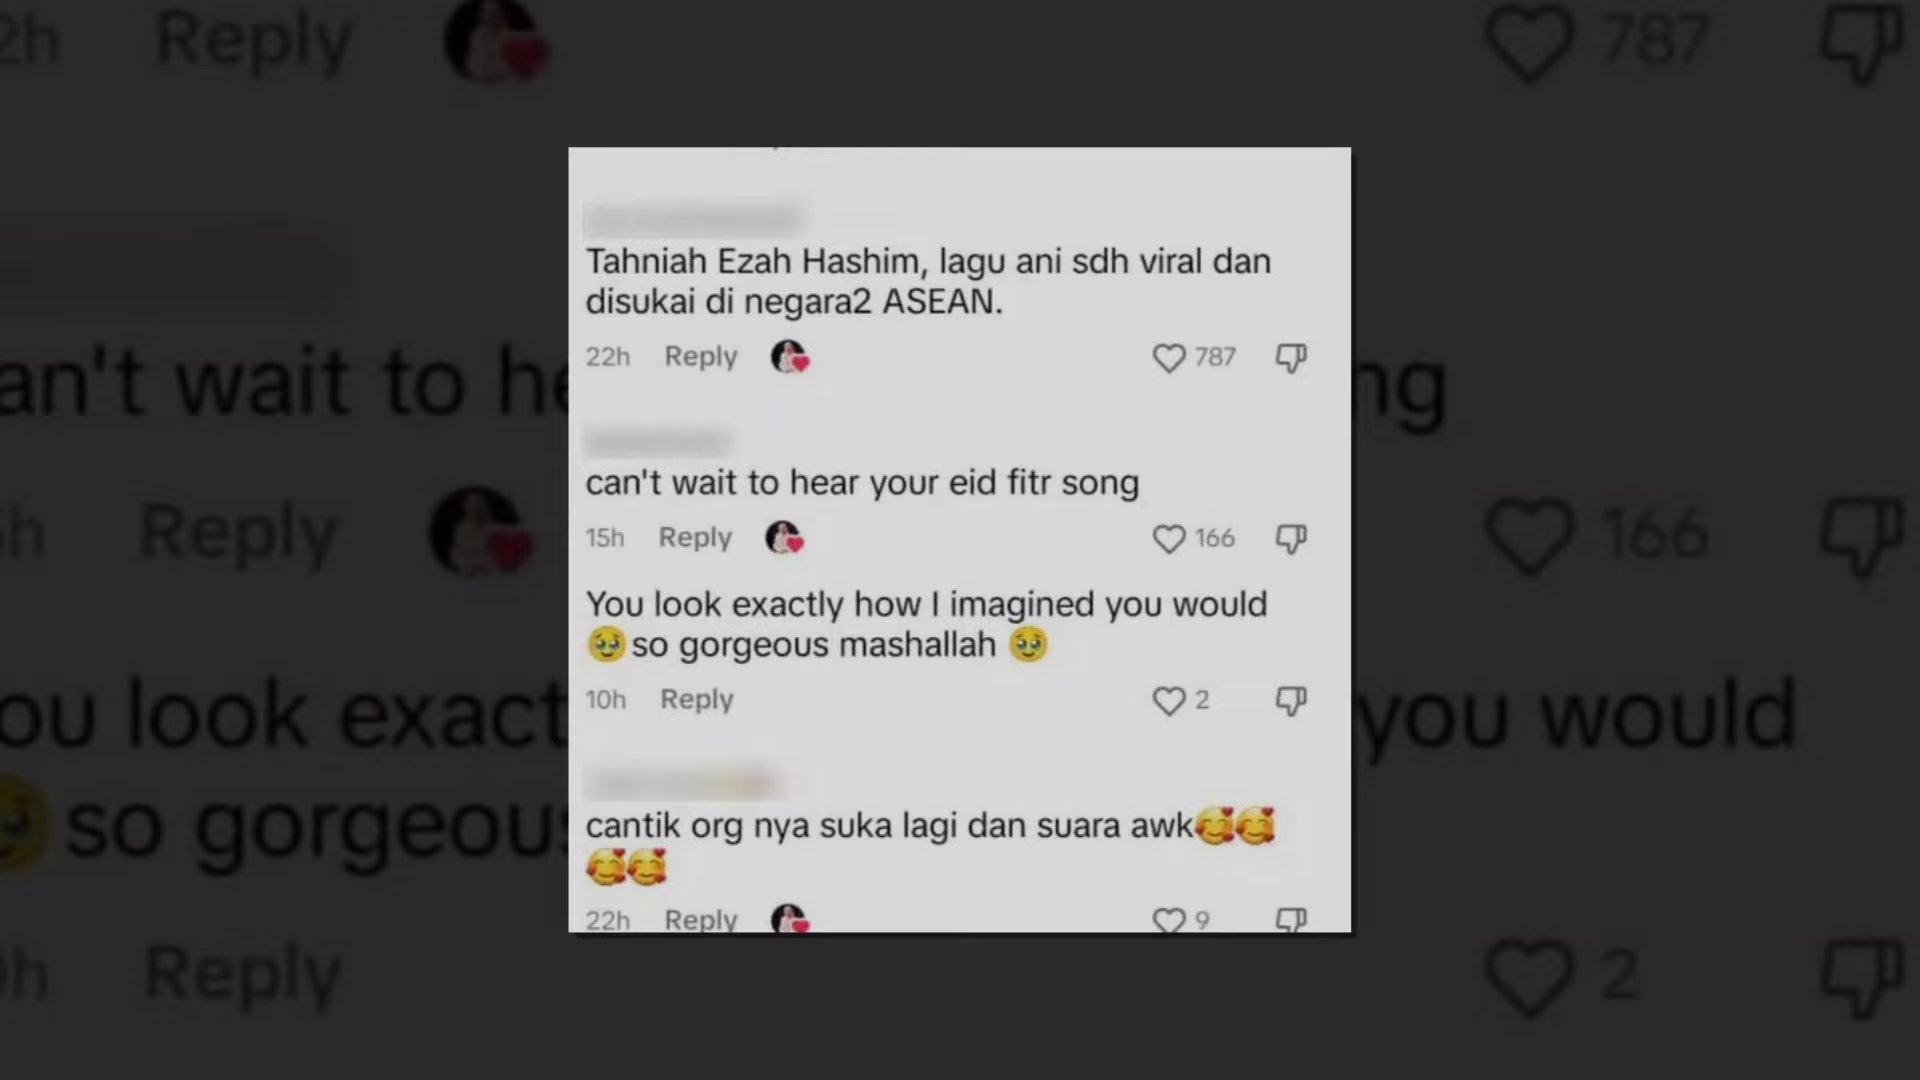 2h Reply 787
Tahniah Ezah Hashim, lagu ani sdh viral dan
disukai di negara2 ASEAN.
22h Reply 787
can't wait to hear your eid fitr song
15h Reply 166
You look exactly how I imagined you would
🥹so gorgeous mashallah 🥹
10h Reply 2
cantik org nya suka lagi dan suara awk🥰🥰
🥰🥰
22h Reply 9
an't wait to he
ng
5h Reply 166
ou look exact
you would
so gorgeous
0h Reply 2